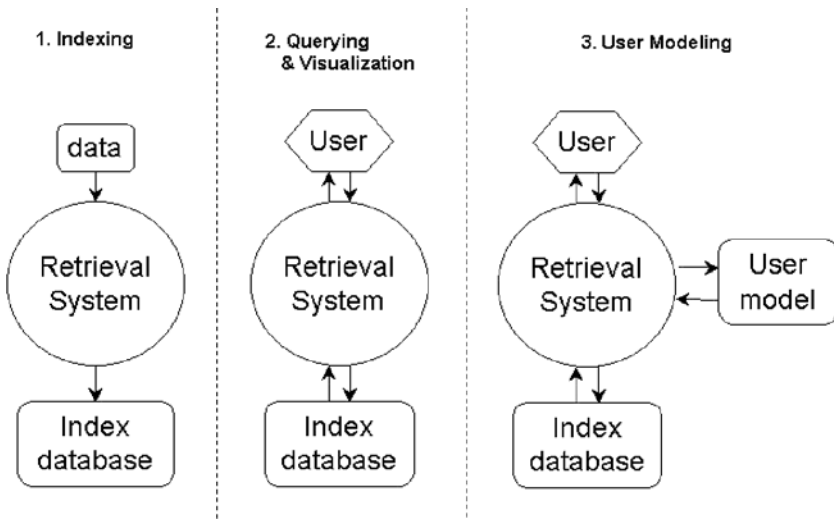 1. Indexing
data
Retrieval
System
Index
database
2. Querying
& Visualization
User
Retrieval
System
Index
database
3. User Modeling
User
Retrieval
System
User
model
Index
database